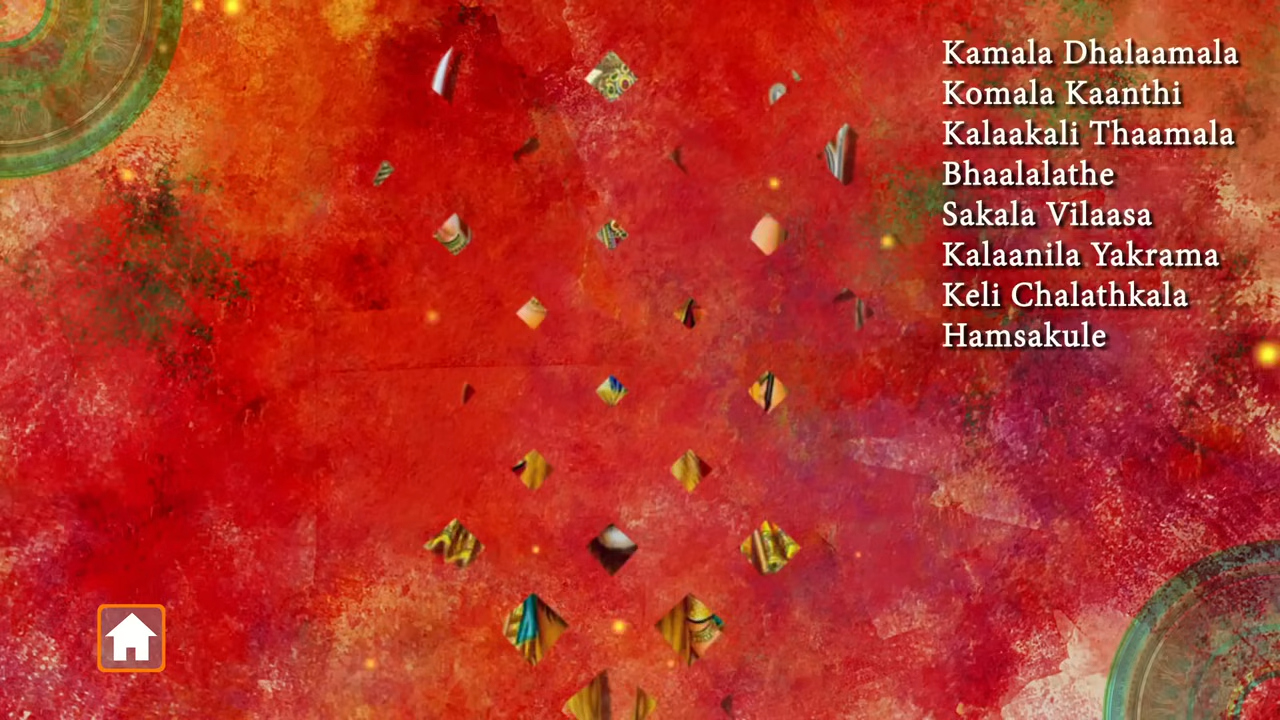 Kamala Dhalaamala
Komala Kaanthi
Kalaakali Thaamala
Bhaalalathe
Sakala Vilaasa
Kalaanila Yakrama
Keli Chalathkala
Hamsakule